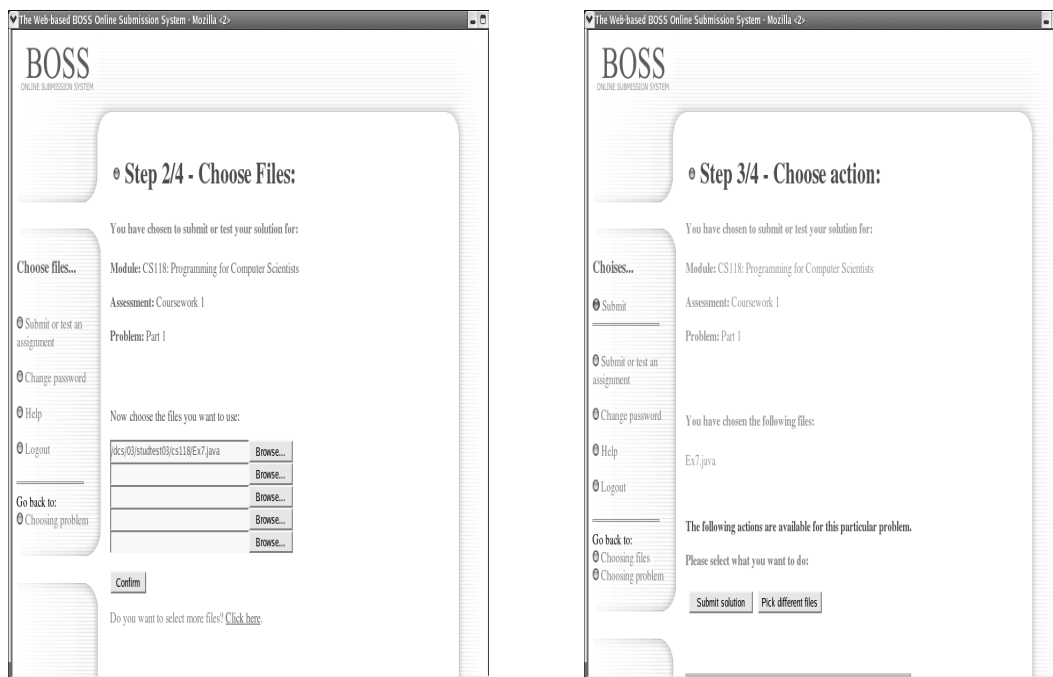 The Web-based BOSS Online Submission System - Mozilla <2>
BOSS
ONLINE SUBMISSION SYSTEM
Step 2/4 - Choose Files:
You have chosen to submit or test your solution for:
Choose files...
Module: CS118: Programming for Computer Scientists
Assessment: Coursework 1
Submit or test an
assignment
Problem: Part 1
Change password
Help
Now choose the files you want to use:
Logout
/dcs/03/studtest03/cs118/Ex7.java Browse...
Browse...
Browse...
Browse...
Browse...
Go back to:
Choosing problem
Confirm
Do you want to select more files? Click here.
The Web-based BOSS Online Submission System - Mozilla <2>
BOSS
ONLINE SUBMISSION SYSTEM
Step 3/4 - Choose action:
You have chosen to submit or test your solution for:
Choises...
Module: CS118: Programming for Computer Scientists
Submit
Assessment: Coursework 1
Problem: Part 1
Submit or test an
assignment
Change password
You have chosen the following files:
Help
Ex7.java
Logout
The following actions are available for this particular problem.
Go back to:
Choosing files
Choosing problem
Please select what you want to do:
Submit solution Pick different files